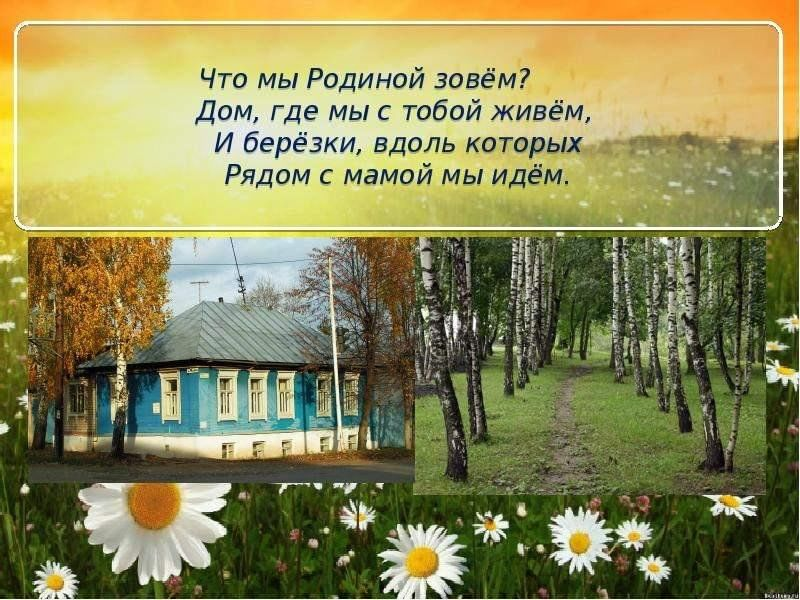 Что мы Родиной зовём?
Дом, где мы с тобой живём,
И берёзки, вдоль которых
Рядом с мамой мы идём.